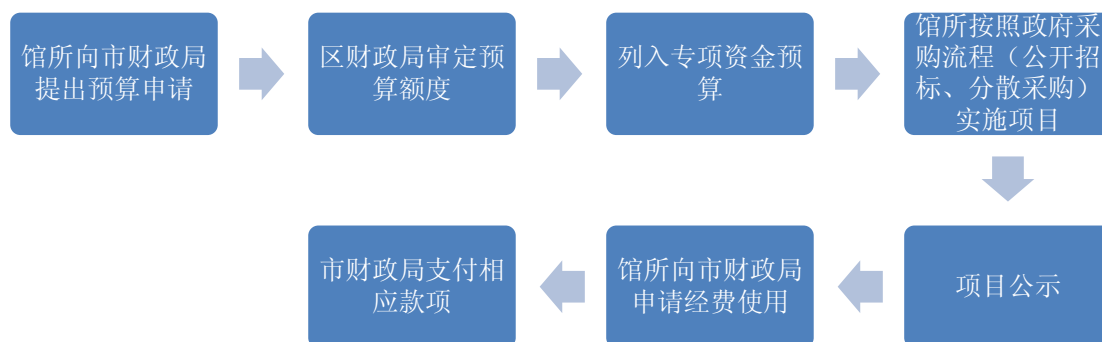 馆所向市财政局
提出预算申请
区财政局审定预
算额度
列入专项资金预
算
馆所按照政府采
购流程（公开招
标、分散采购）
实施项目
项目公示
馆所向市财政局
申请经费使用
市财政局支付相
应款项